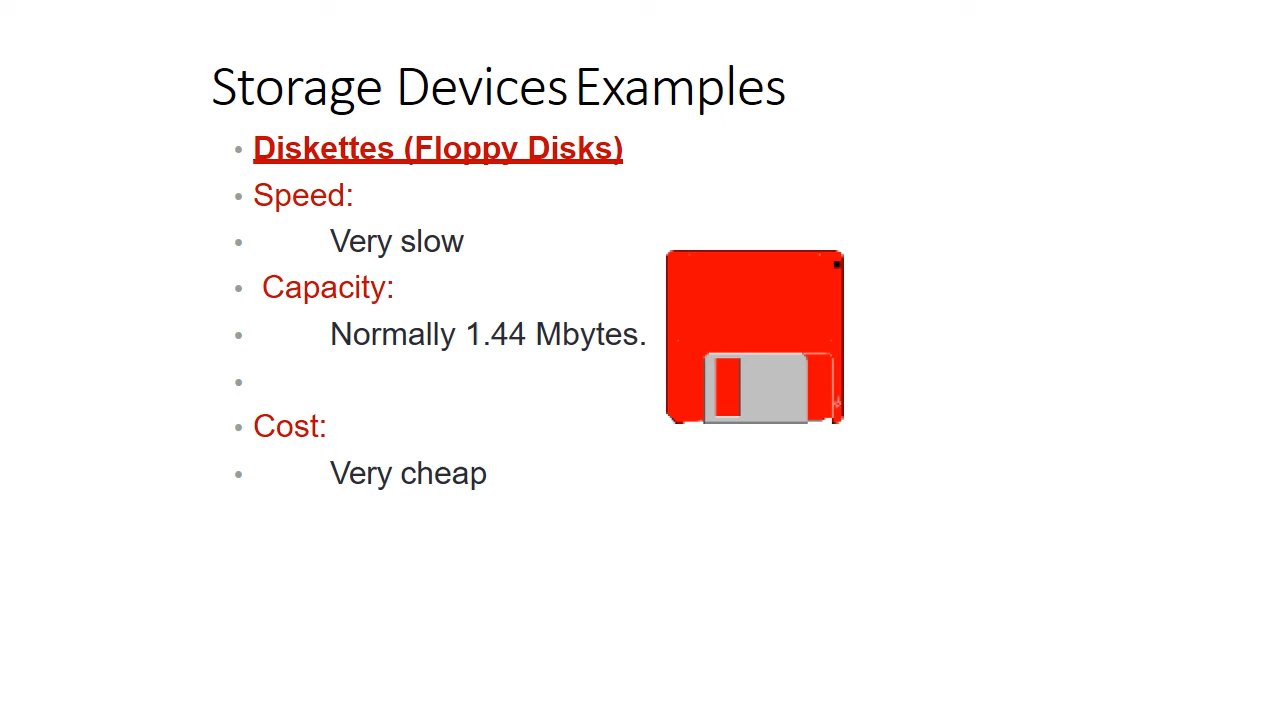 Storage Devices Examples
• Diskettes (Floppy Disks)
• Speed:
• Very slow
• Capacity:
• Normally 1.44 Mbytes.
•
• Cost:
• Very cheap